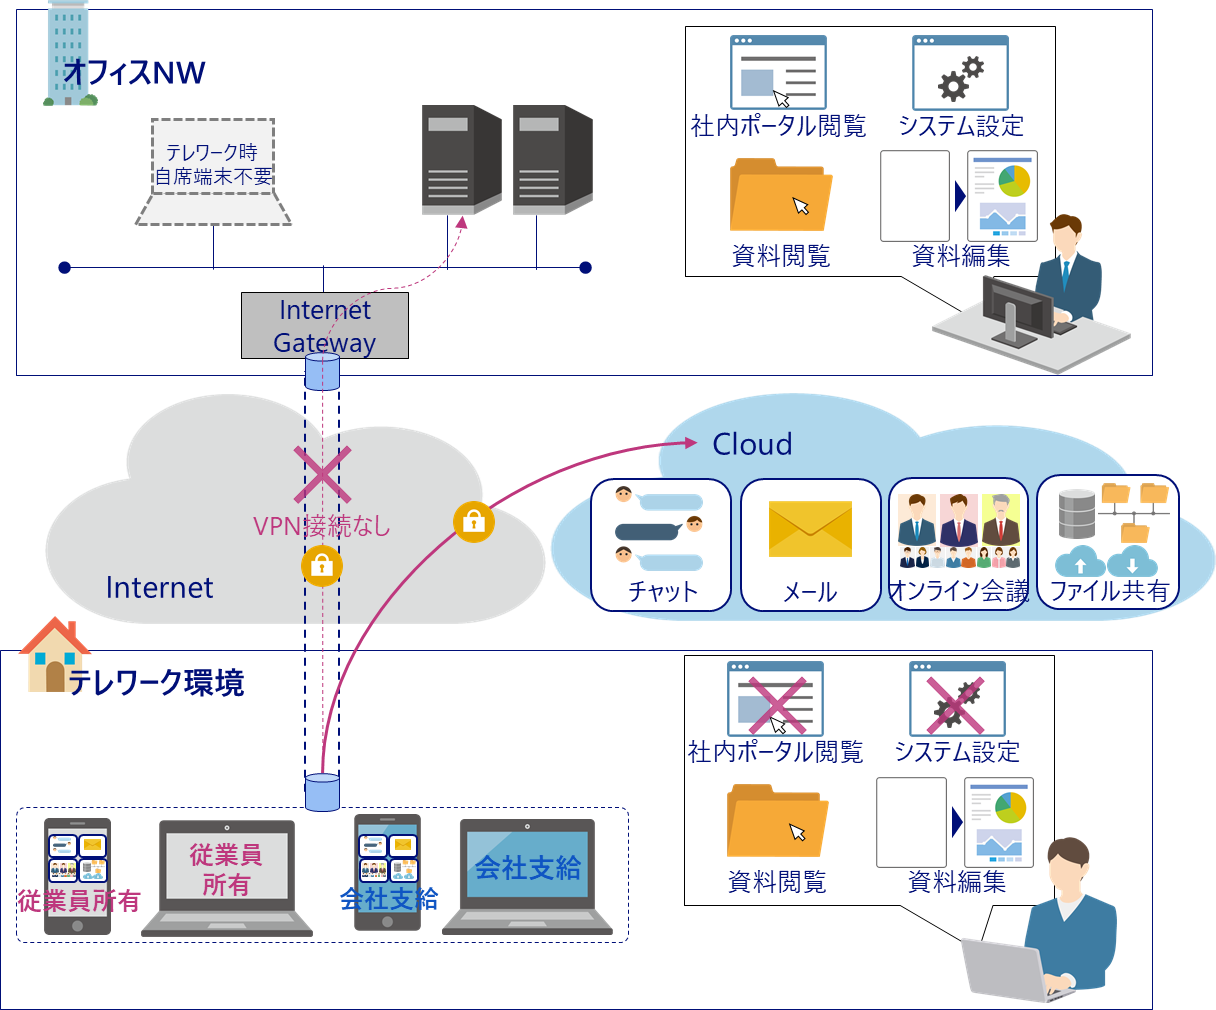 オフィスNW
テレワーク時
自席端末不要
Internet
Gateway
社内ポータル閲覧
システム設定
資料閲覧
資料編集
VPN接続なし
Internet
Cloud
チャット
メール
オンライン会議
ファイル共有
テレワーク環境
従業員所有
従業員
所有
会社支給
会社支給
社内ポータル閲覧
システム設定
資料閲覧
資料編集